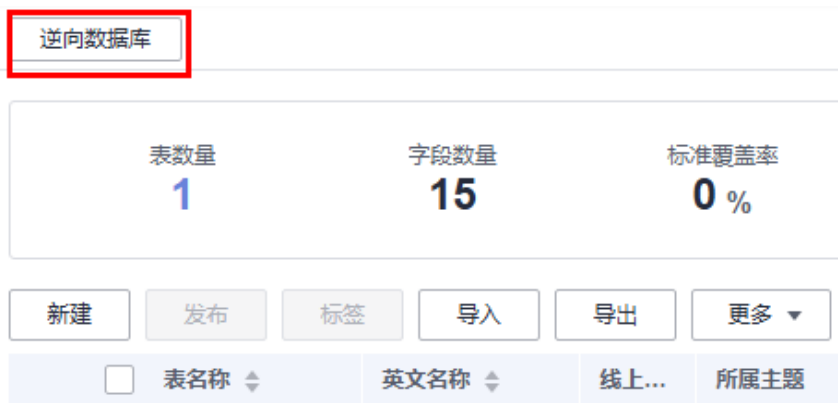 逆向数据库
表数量 字段数量 标准覆盖率
1 15 0 %
新建 发布 标签 导入 导出 更多
表名称 英文名称 线上... 所属主题